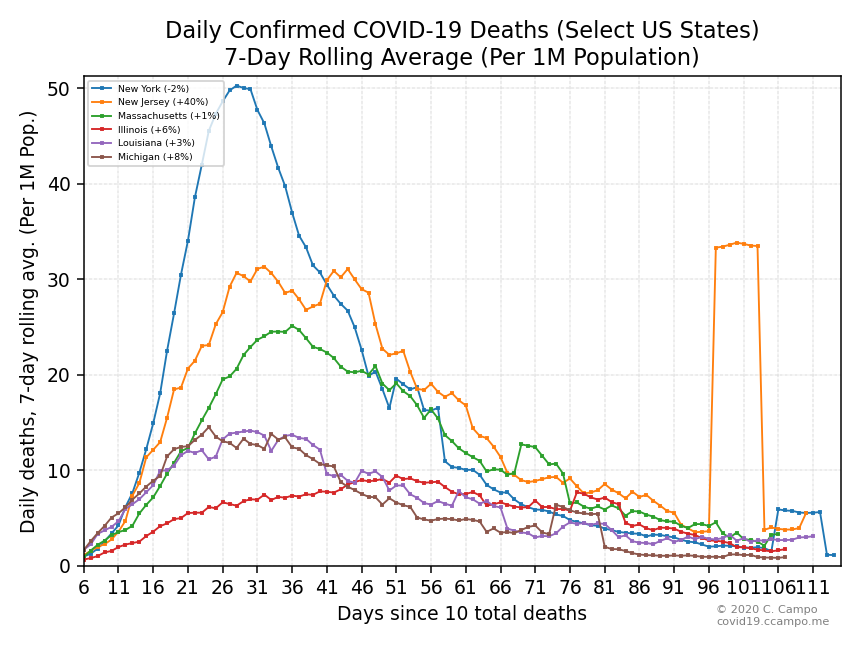 Daily Confirmed COVID-19 Deaths (Select US States)
7-Day Rolling Average (Per 1M Population)
Daily deaths, 7-day rolling avg. (Per 1M Pop.)
50
40
30
20
10
0
New York (-2%)
New Jersey (+40%)
Massachusetts (+1%)
Illinois (+6%)
Louisiana (+3%)
Michigan (+8%)
6 11 16 21 26 31 36 41 46 51 56 61 66 71 76 81 86 91 96 101 106 111
Days since 10 total deaths
© 2020 C. Campo
covid19.ccampo.me